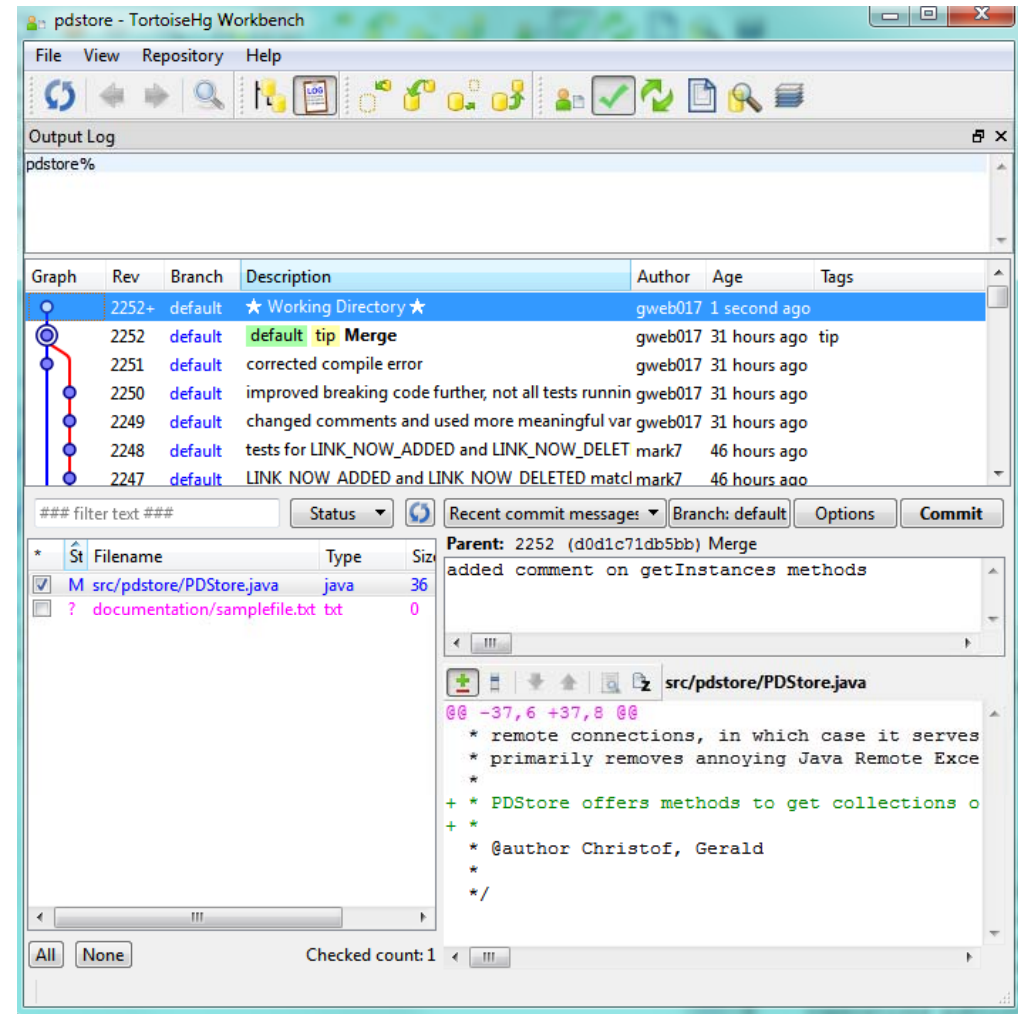 pdstore - TortoiseHg Workbench
File View Repository Help
LOG
Output Log
pdstore%
Graph Rev Branch Description Author Age Tags
2252+ default ★ Working Directory ★ gweb017 1 second ago
2252 default default tip Merge gweb017 31 hours ago tip
2251 default corrected compile error gweb017 31 hours ago
2250 default improved breaking code further, not all tests runnin gweb017 31 hours ago
2249 default changed comments and used more meaningful var gweb017 31 hours ago
2248 default tests for LINK_NOW_ADDED and LINK_NOW_DELET mark7 46 hours ago
2247 default LINK NOW ADDED and LINK NOW DELETED matcl mark7 46 hours ago
### filter text ### Status Recent commit messages Branch: default Options Commit
* St Filename Type Size
M src/pdstore/PDStore.java java 36
? documentation/samplefile.txt txt 0
All None Checked count: 1
Parent: 2252 (d0d1c71db5bb) Merge
added comment on getInstances methods
src/pdstore/PDStore.java
@@ -37,6 +37,8 @@
* remote connections, in which case it serves
* primarily removes annoying Java Remote Exce
*
+ * PDStore offers methods to get collections o
+ *
* @author Christof, Gerald
*
*/